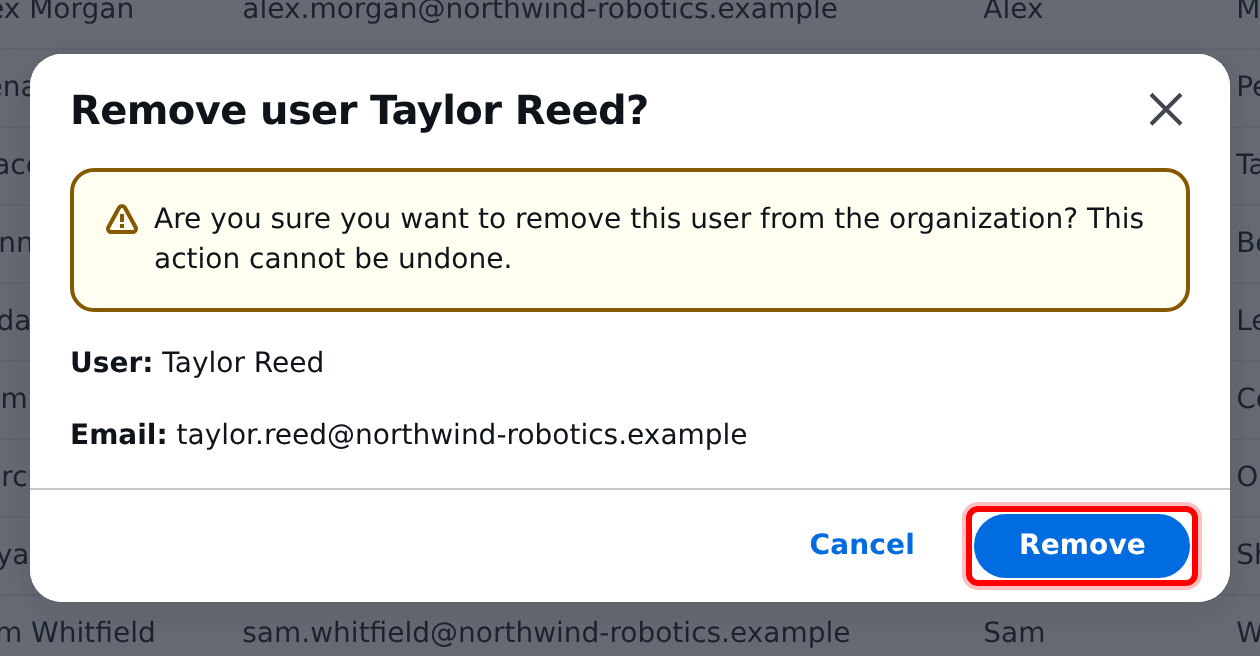 Morgan alex.morgan@northwind-robotics.example Alex
Remove user Taylor Reed?
Are you sure you want to remove this user from the organization? This
action cannot be undone.
User: Taylor Reed
Email: taylor.reed@northwind-robotics.example
Cancel Remove
Whitfield sam.whitfield@northwind-robotics.example Sam